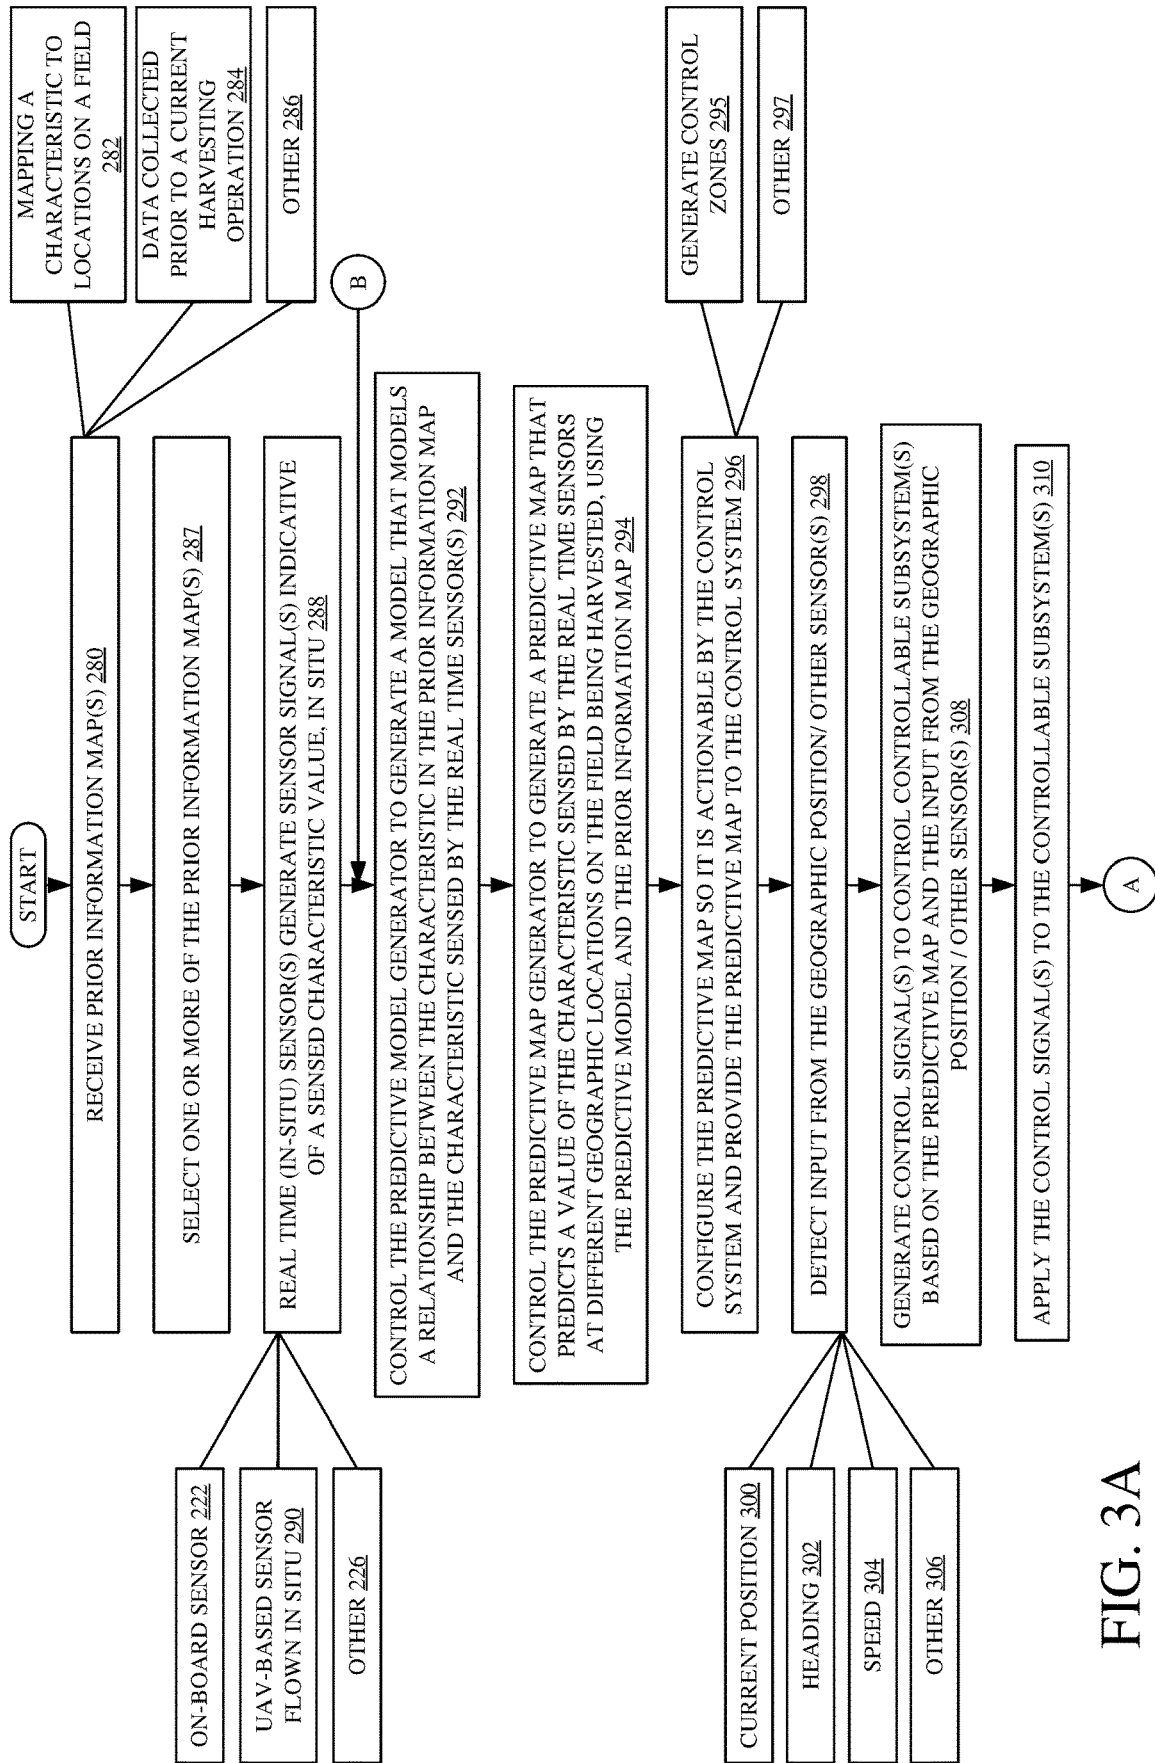 START
RECEIVE PRIOR INFORMATION MAP(S) 280
MAPPING A
CHARACTERISTIC TO
LOCATIONS ON A FIELD
282
DATA COLLECTED
PRIOR TO A CURRENT
HARVESTING
OPERATION 284
OTHER 286
SELECT ONE OR MORE OF THE PRIOR INFORMATION MAP(S) 287
REAL TIME (IN-SITU) SENSOR(S) GENERATE SENSOR SIGNAL(S) INDICATIVE
OF A SENSED CHARACTERISTIC VALUE, IN SITU 288
ON-BOARD SENSOR 222
UAV-BASED SENSOR
FLOWN IN SITU 290
OTHER 226
B
CONTROL THE PREDICTIVE MODEL GENERATOR TO GENERATE A MODEL THAT MODELS
A RELATIONSHIP BETWEEN THE CHARACTERISTIC IN THE PRIOR INFORMATION MAP
AND THE CHARACTERISTIC SENSED BY THE REAL TIME SENSOR(S) 292
CONTROL THE PREDICTIVE MAP GENERATOR TO GENERATE A PREDICTIVE MAP THAT
PREDICTS A VALUE OF THE CHARACTERISTIC SENSED BY THE REAL TIME SENSORS
AT DIFFERENT GEOGRAPHIC LOCATIONS ON THE FIELD BEING HARVESTED, USING
THE PREDICTIVE MODEL AND THE PRIOR INFORMATION MAP 294
CONFIGURE THE PREDICTIVE MAP SO IT IS ACTIONABLE BY THE CONTROL
SYSTEM AND PROVIDE THE PREDICTIVE MAP TO THE CONTROL SYSTEM 296
GENERATE CONTROL
ZONES 295
OTHER 297
DETECT INPUT FROM THE GEOGRAPHIC POSITION/ OTHER SENSOR(S) 298
CURRENT POSITION 300
HEADING 302
SPEED 304
OTHER 306
GENERATE CONTROL SIGNAL(S) TO CONTROL CONTROLLABLE SUBSYSTEM(S)
BASED ON THE PREDICTIVE MAP AND THE INPUT FROM THE GEOGRAPHIC
POSITION / OTHER SENSOR(S) 308
APPLY THE CONTROL SIGNAL(S) TO THE CONTROLLABLE SUBSYSTEM(S) 310
A
FIG. 3A